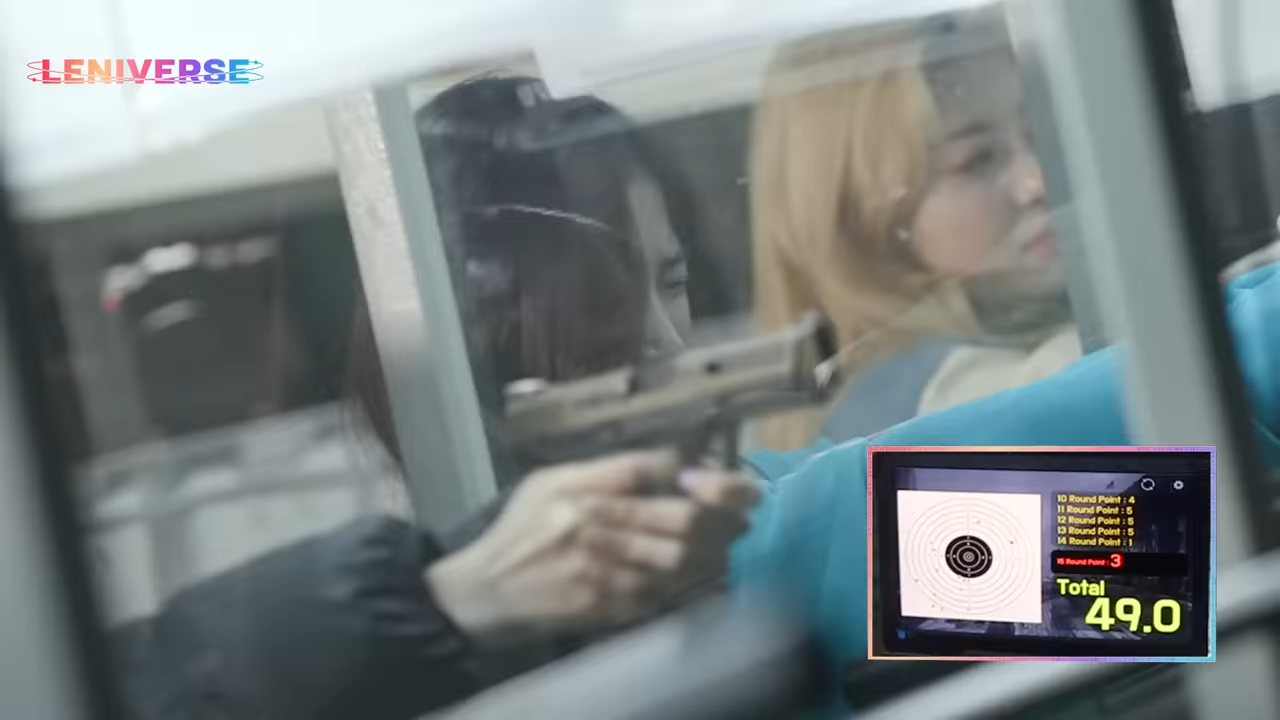 LENIVERSE
10 Round Point : 4
11 Round Point : 5
12 Round Point : 5
13 Round Point : 5
14 Round Point : 1
15 Round Point : 3
Total
49.0